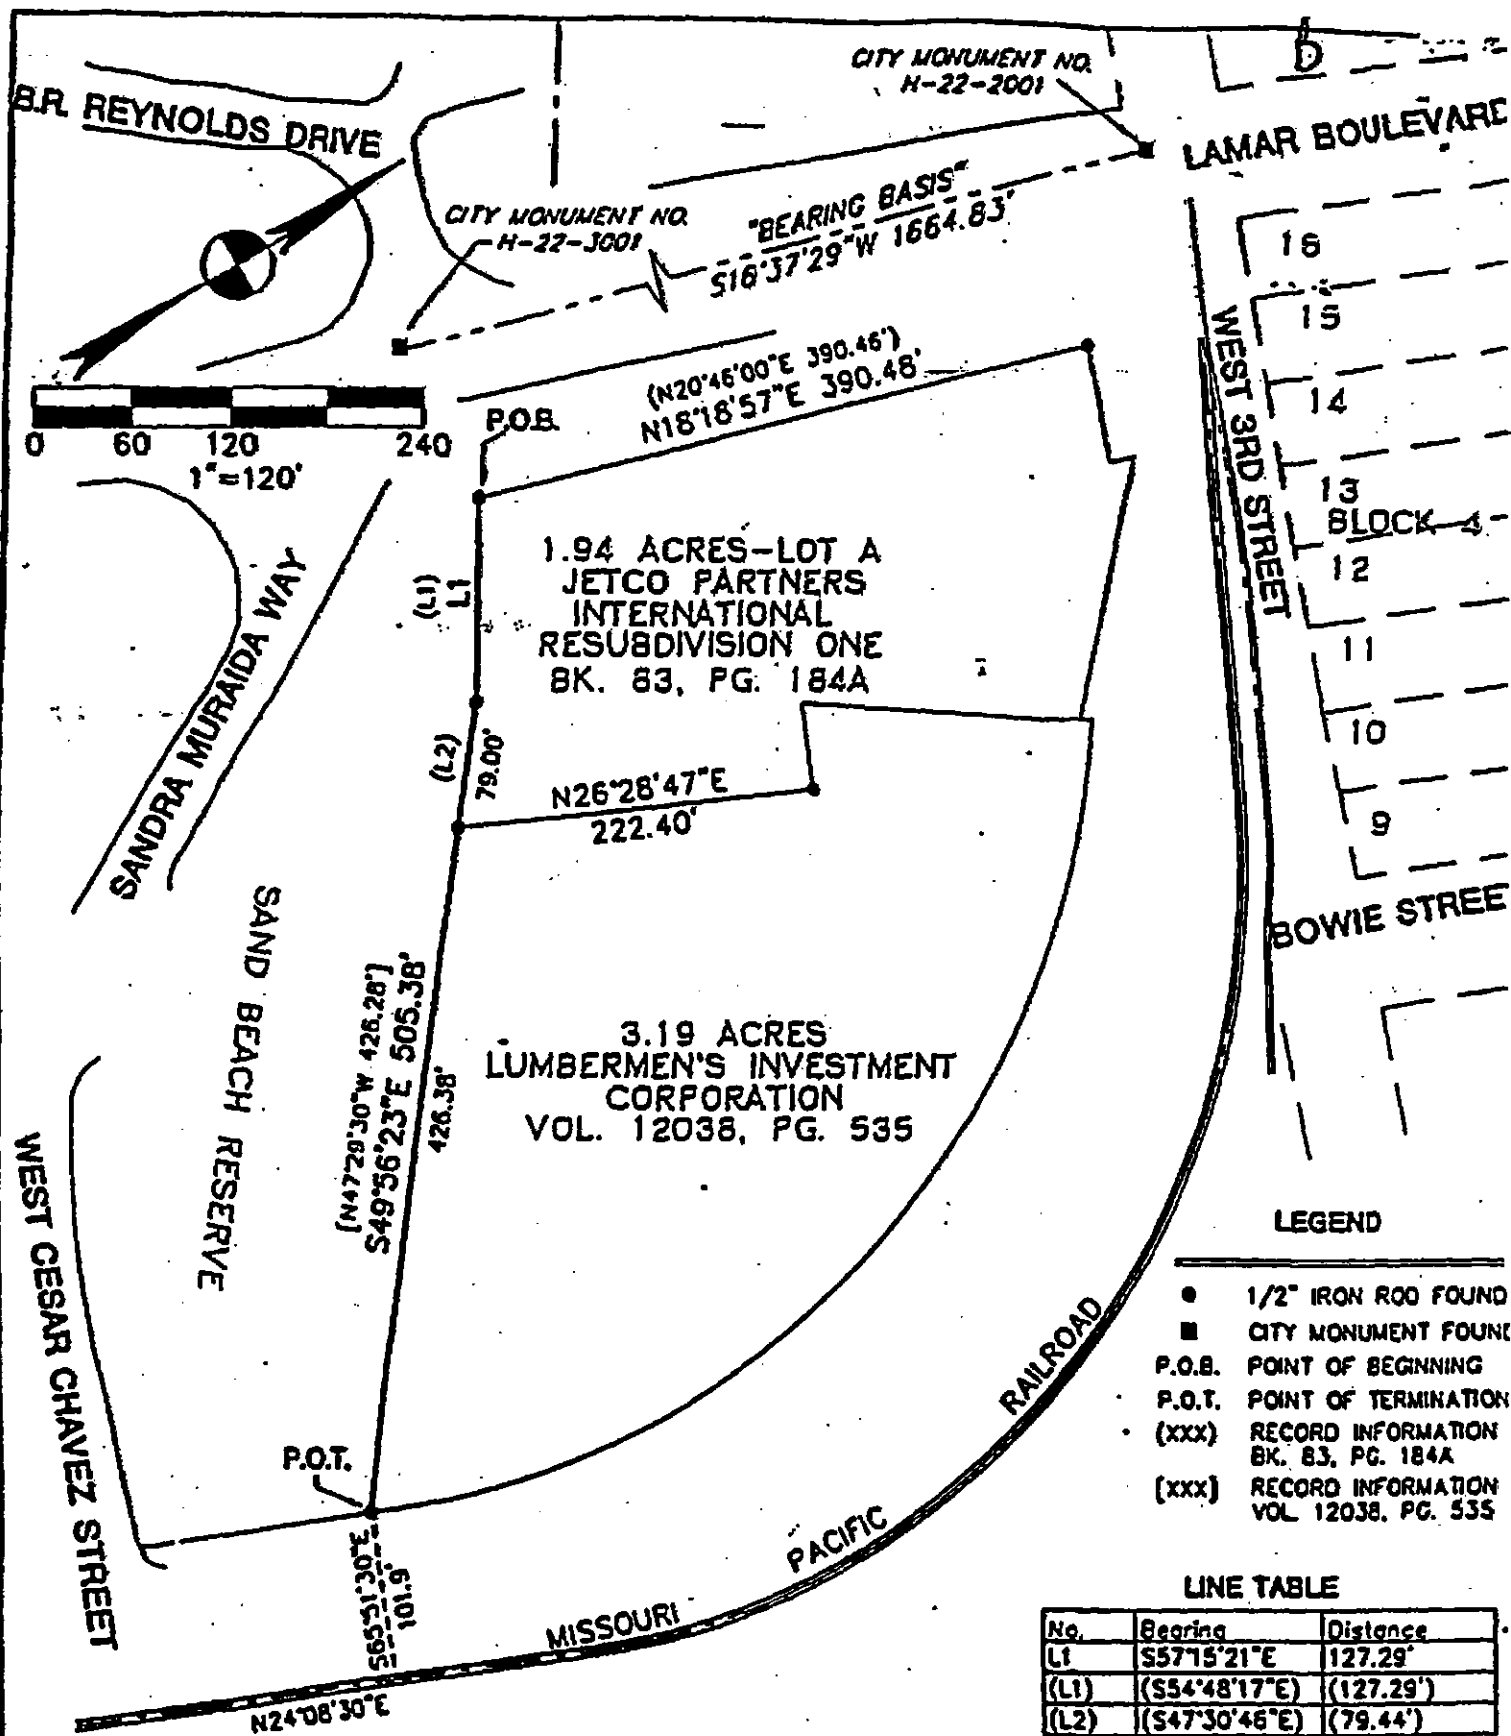 CITY MONUMENT NO.
H-22-2001
B.R. REYNOLDS DRIVE
LAMAR BOULEVARD
CITY MONUMENT NO.
H-22-3001
"BEARING BASIS"
S16°37'29"W 1664.83'
16
15
14
13
BLOCK 4
12
11
10
9
WEST 3RD STREET
(N20°46'00"E 390.46')
N18°18'57"E 390.48'
0 60 120 240
1"=120'
P.O.B.
1.94 ACRES-LOT A
JETCO PARTNERS
INTERNATIONAL
RESUBDIVISION ONE
BK. 83, PG. 184A
(L1)
L1
SANDRA MURAIDA WAY
(L2)
79.00'
N26°28'47"E
222.40'
BOWIE STREE
SAND BEACH RESERVE
[N47°29'30"W 426.28']
S49°56'23"E 505.38'
426.38'
3.19 ACRES
LUMBERMEN'S INVESTMENT
CORPORATION
VOL. 12038, PG. 535
WEST CESAR CHAVEZ STREET
P.O.T.
S65°51'30"E
101.9'
N24°08'30"E
MISSOURI
PACIFIC
RAILROAD
LEGEND
1/2" IRON ROD FOUND
CITY MONUMENT FOUND
P.O.B. POINT OF BEGINNING
P.O.T. POINT OF TERMINATION
(XXX) RECORD INFORMATION
BK. 83, PG. 184A
[XXX] RECORD INFORMATION
VOL 12038, PG. 535
LINE TABLE
No. Bearing Distance
L1 S57°15'21"E 127.29'
(L1) (S54°48'17"E) (127.29')
(L2) (S47°30'46"E) (79.44')